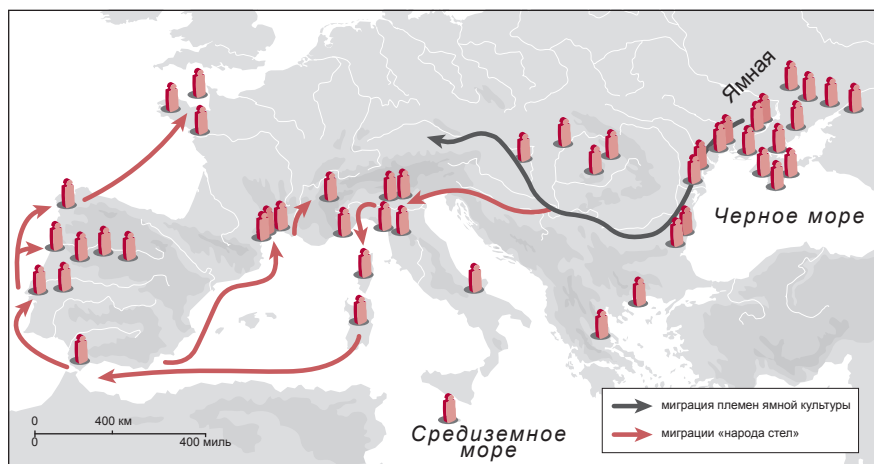 Ямная
Черное море
Средиземное
море
0 400 км
0 400 миль
миграция племен ямной культуры
миграции «народа стел»